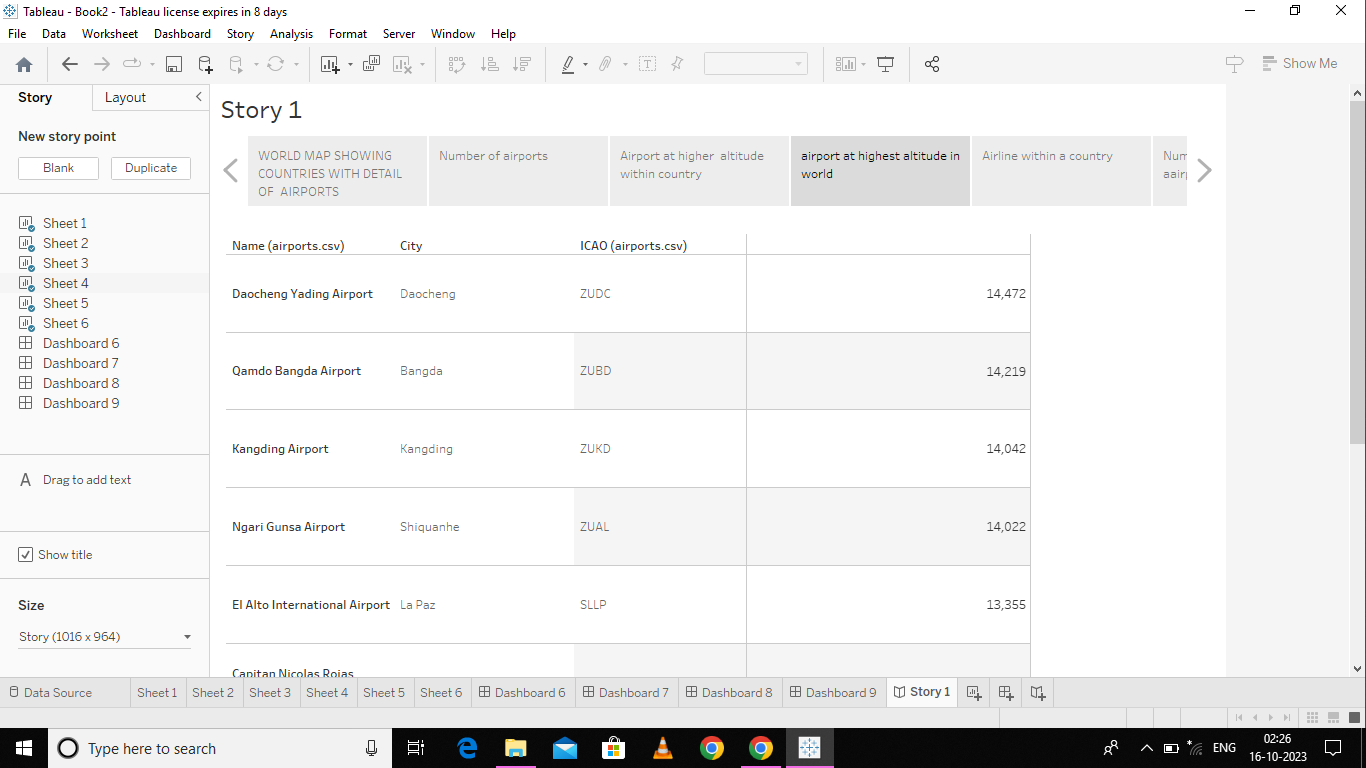 Tableau - Book2 - Tableau license expires in 8 days
File Data Worksheet Dashboard Story Analysis Format Server Window Help
Show Me
Story Layout
New story point
Blank Duplicate
Sheet 1
Sheet 2
Sheet 3
Sheet 4
Sheet 5
Sheet 6
Dashboard 6
Dashboard 7
Dashboard 8
Dashboard 9
A Drag to add text
Show title
Size
Story (1016 x 964)
Story 1
WORLD MAP SHOWING
COUNTRIES WITH DETAIL
OF AIRPORTS
Number of airports
Airport at higher altitude
within country
airport at highest altitude in
world
Airline within a country
Name (airports.csv) City ICAO (airports.csv)
Daocheng Yading Airport Daocheng ZUDC 14,472
Qamdo Bangda Airport Bangda ZUBD 14,219
Kangding Airport Kangding ZUKD 14,042
Ngari Gunsa Airport Shiquanhe ZUAL 14,022
El Alto International Airport La Paz SLLP 13,355
Capitan Nicolas Rojas
Data Source Sheet 1 Sheet 2 Sheet 3 Sheet 4 Sheet 5 Sheet 6 Dashboard 6 Dashboard 7 Dashboard 8 Dashboard 9 Story 1
Type here to search
ENG
02:26
16-10-2023